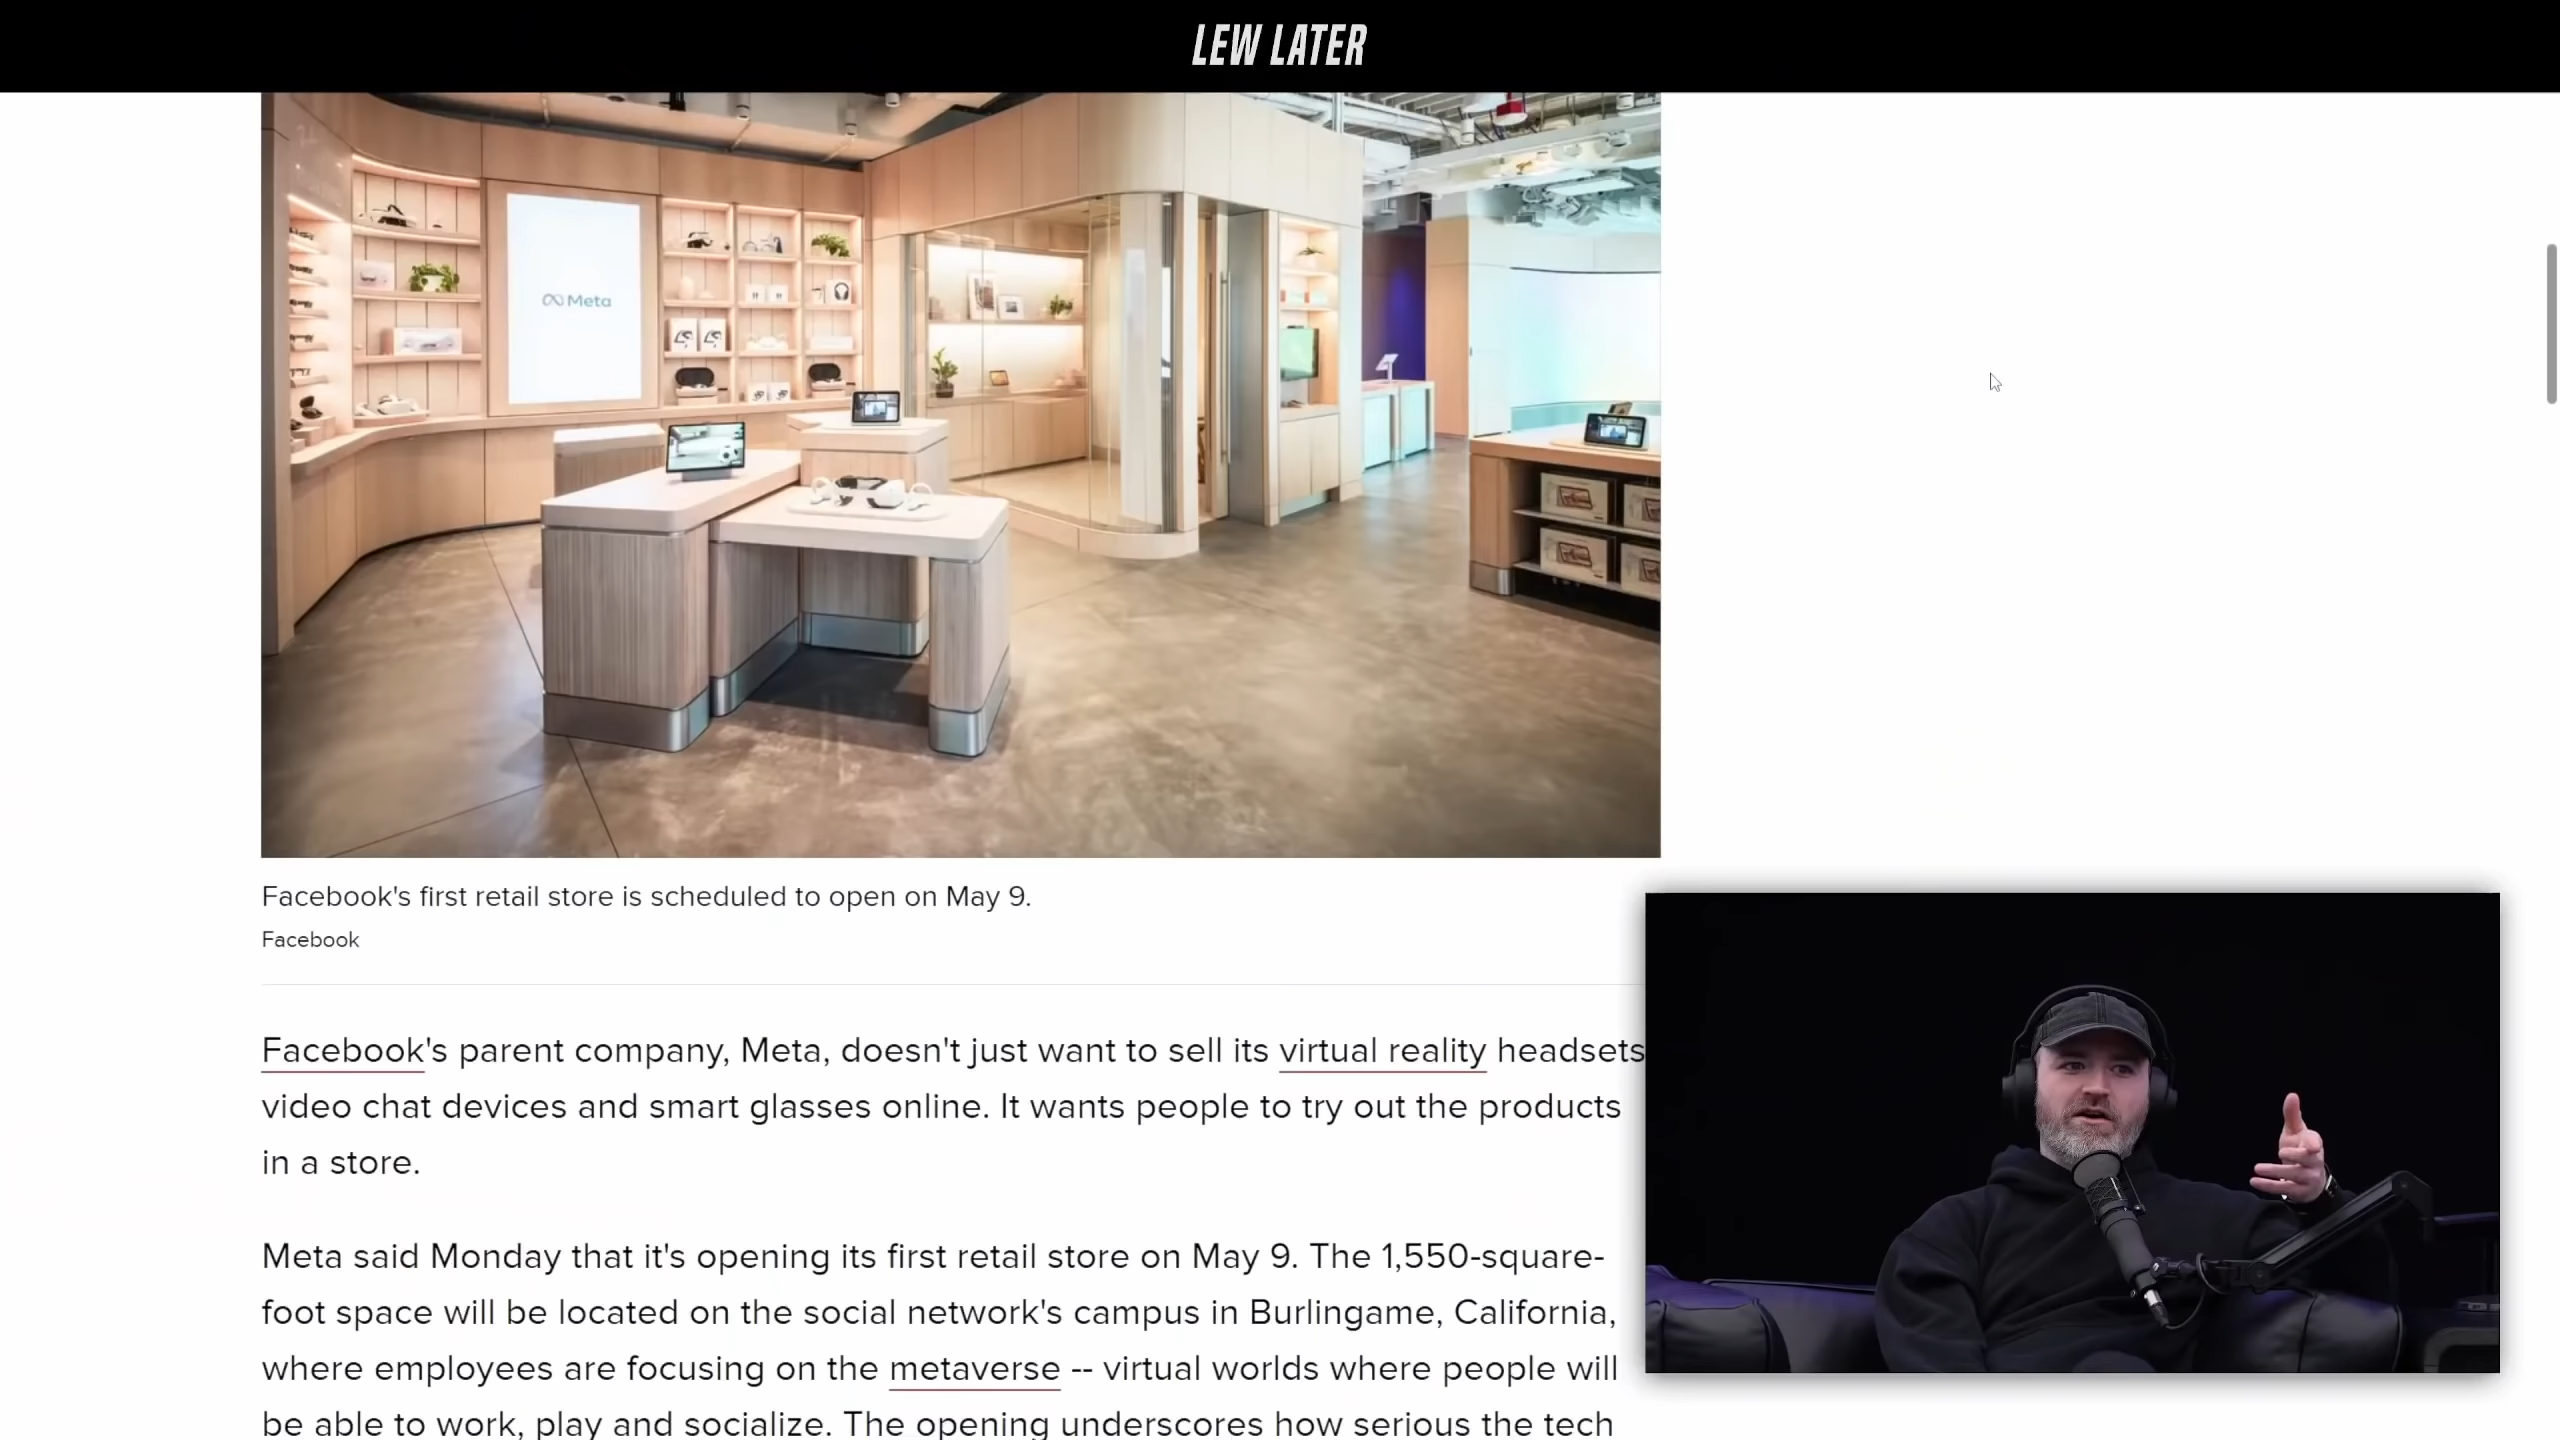 LEW LATER
Meta
Facebook's first retail store is scheduled to open on May 9.
Facebook
Facebook's parent company, Meta, doesn't just want to sell its virtual reality headsets
video chat devices and smart glasses online. It wants people to try out the products
in a store.
Meta said Monday that it's opening its first retail store on May 9. The 1,550-square-
foot space will be located on the social network's campus in Burlingame, California,
where employees are focusing on the metaverse -- virtual worlds where people will
be able to work, play and socialize. The opening underscores how serious the tech